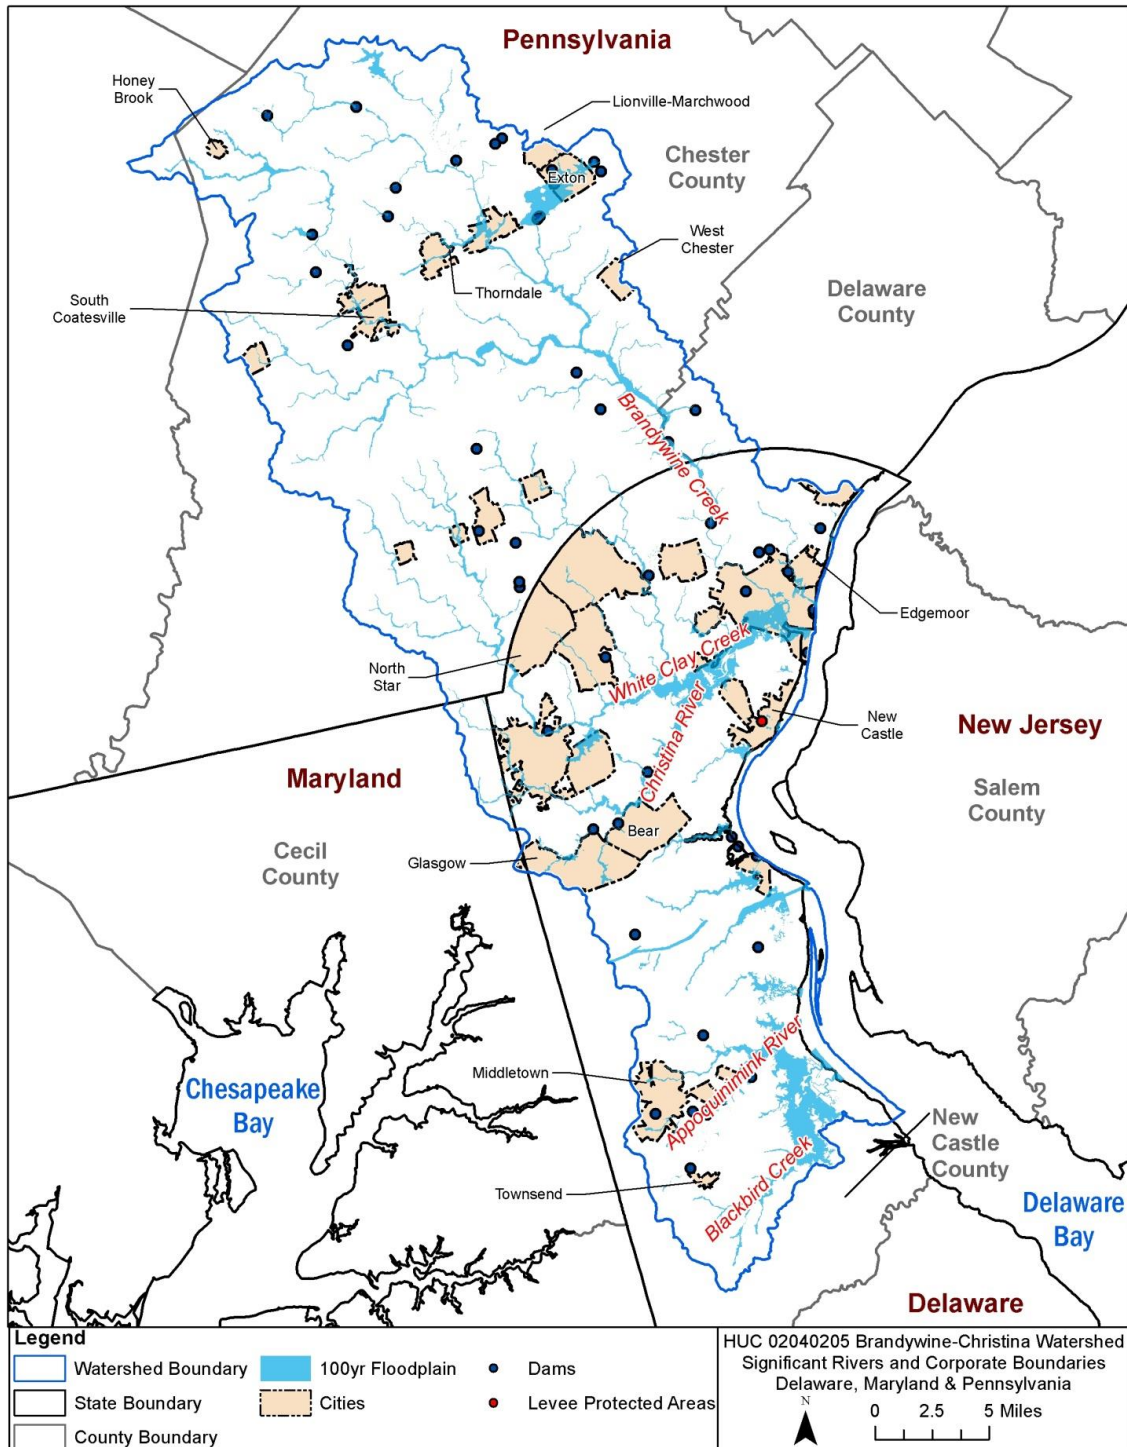 Pennsylvania
Honey
Brook
Lionville-Marchwood
Chester
County
Exton
West
Chester
Delaware
County
South
Coatesville
Thorndale
Brandywine Creek
Edgemoor
North
Star
White Clay Creek
Christina River
New
Castle
New Jersey
Salem
County
Maryland
Cecil
County
Bear
Glasgow
Chesapeake
Bay
Middletown
Appoquinimink River
Townsend
Blackbird Creek
New
Castle
County
Delaware
Bay
Delaware
Legend
Watershed Boundary
State Boundary
County Boundary
100yr Floodplain
Cities
Dams
Levee Protected Areas
HUC 02040205 Brandywine-Christina Watershed
Significant Rivers and Corporate Boundaries
Delaware, Maryland & Pennsylvania
N
0 2.5 5 Miles